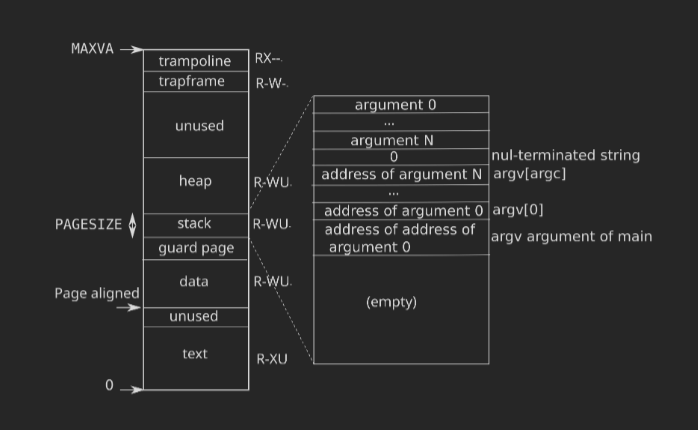 MAXVA
trampoline
RX--
trapframe
R-W-
unused
heap
R-WU
PAGESIZE
stack
R-WU
guard page
data
R-WU
Page aligned
unused
text
R-XU
0
argument 0
...
argument N
0
nul-terminated string
address of argument N
argv[argc]
...
address of argument 0
argv[0]
address of address of
argument 0
argv argument of main
(empty)